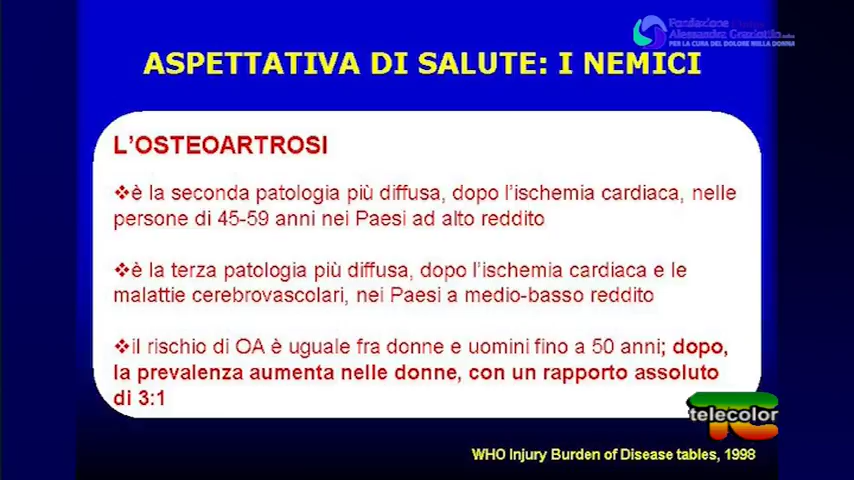 Fondazione
Alessandra Graziottin
PER LA CURA DEL DOLORE NELLA DONNA
ASPETTATIVA DI SALUTE: I NEMICI
L'OSTEOARTROSI
❖è la seconda patologia più diffusa, dopo l'ischemia cardiaca, nelle
persone di 45-59 anni nei Paesi ad alto reddito
❖è la terza patologia più diffusa, dopo l'ischemia cardiaca e le
malattie cerebrovascolari, nei Paesi a medio-basso reddito
❖il rischio di OA è uguale fra donne e uomini fino a 50 anni; dopo,
la prevalenza aumenta nelle donne, con un rapporto assoluto
di 3:1
telecolor
WHO Injury Burden of Disease tables, 1998